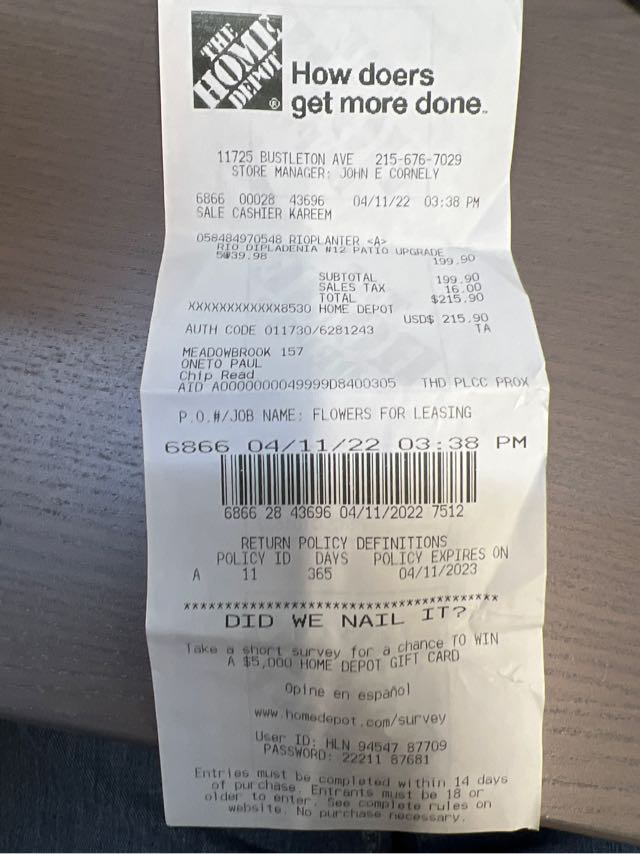 THE
HOME
DEPOT
®
How doers
get more done™
11725 BUSTLETON AVE 215-676-7029
STORE MANAGER: JOHN E CORNELY
6866 00028 43696 04/11/22 03:38 PM
SALE CASHIER KAREEM
058484970548 RIOPLANTER <A>
RIO DIPLADENIA #12 PATIO UPGRADE
5@39.98 199.90
SUBTOTAL 199.90
SALES TAX 16.00
TOTAL $215.90
XXXXXXXXXXXX8530 HOME DEPOT
USD$ 215.90
AUTH CODE 011730/6281243 TA
MEADOWBROOK 157
ONETO PAUL
Chip Read
AID A0000000049999D8400305 THD PLCC PROX
P.O.#/JOB NAME: FLOWERS FOR LEASING
6866 04/11/22 03:38 PM
6866 28 43696 04/11/2022 7512
RETURN POLICY DEFINITIONS
POLICY ID DAYS POLICY EXPIRES ON
A 11 365 04/11/2023
**********************************************
DID WE NAIL IT?
Take a short survey for a chance TO WIN
A $5,000 HOME DEPOT GIFT CARD
Opine en español
www.homedepot.com/survey
User ID: HLN 94547 87709
PASSWORD: 22211 87681
Entries must be completed within 14 days
of purchase. Entrants must be 18 or
older to enter. See complete rules on
website. No purchase necessary.